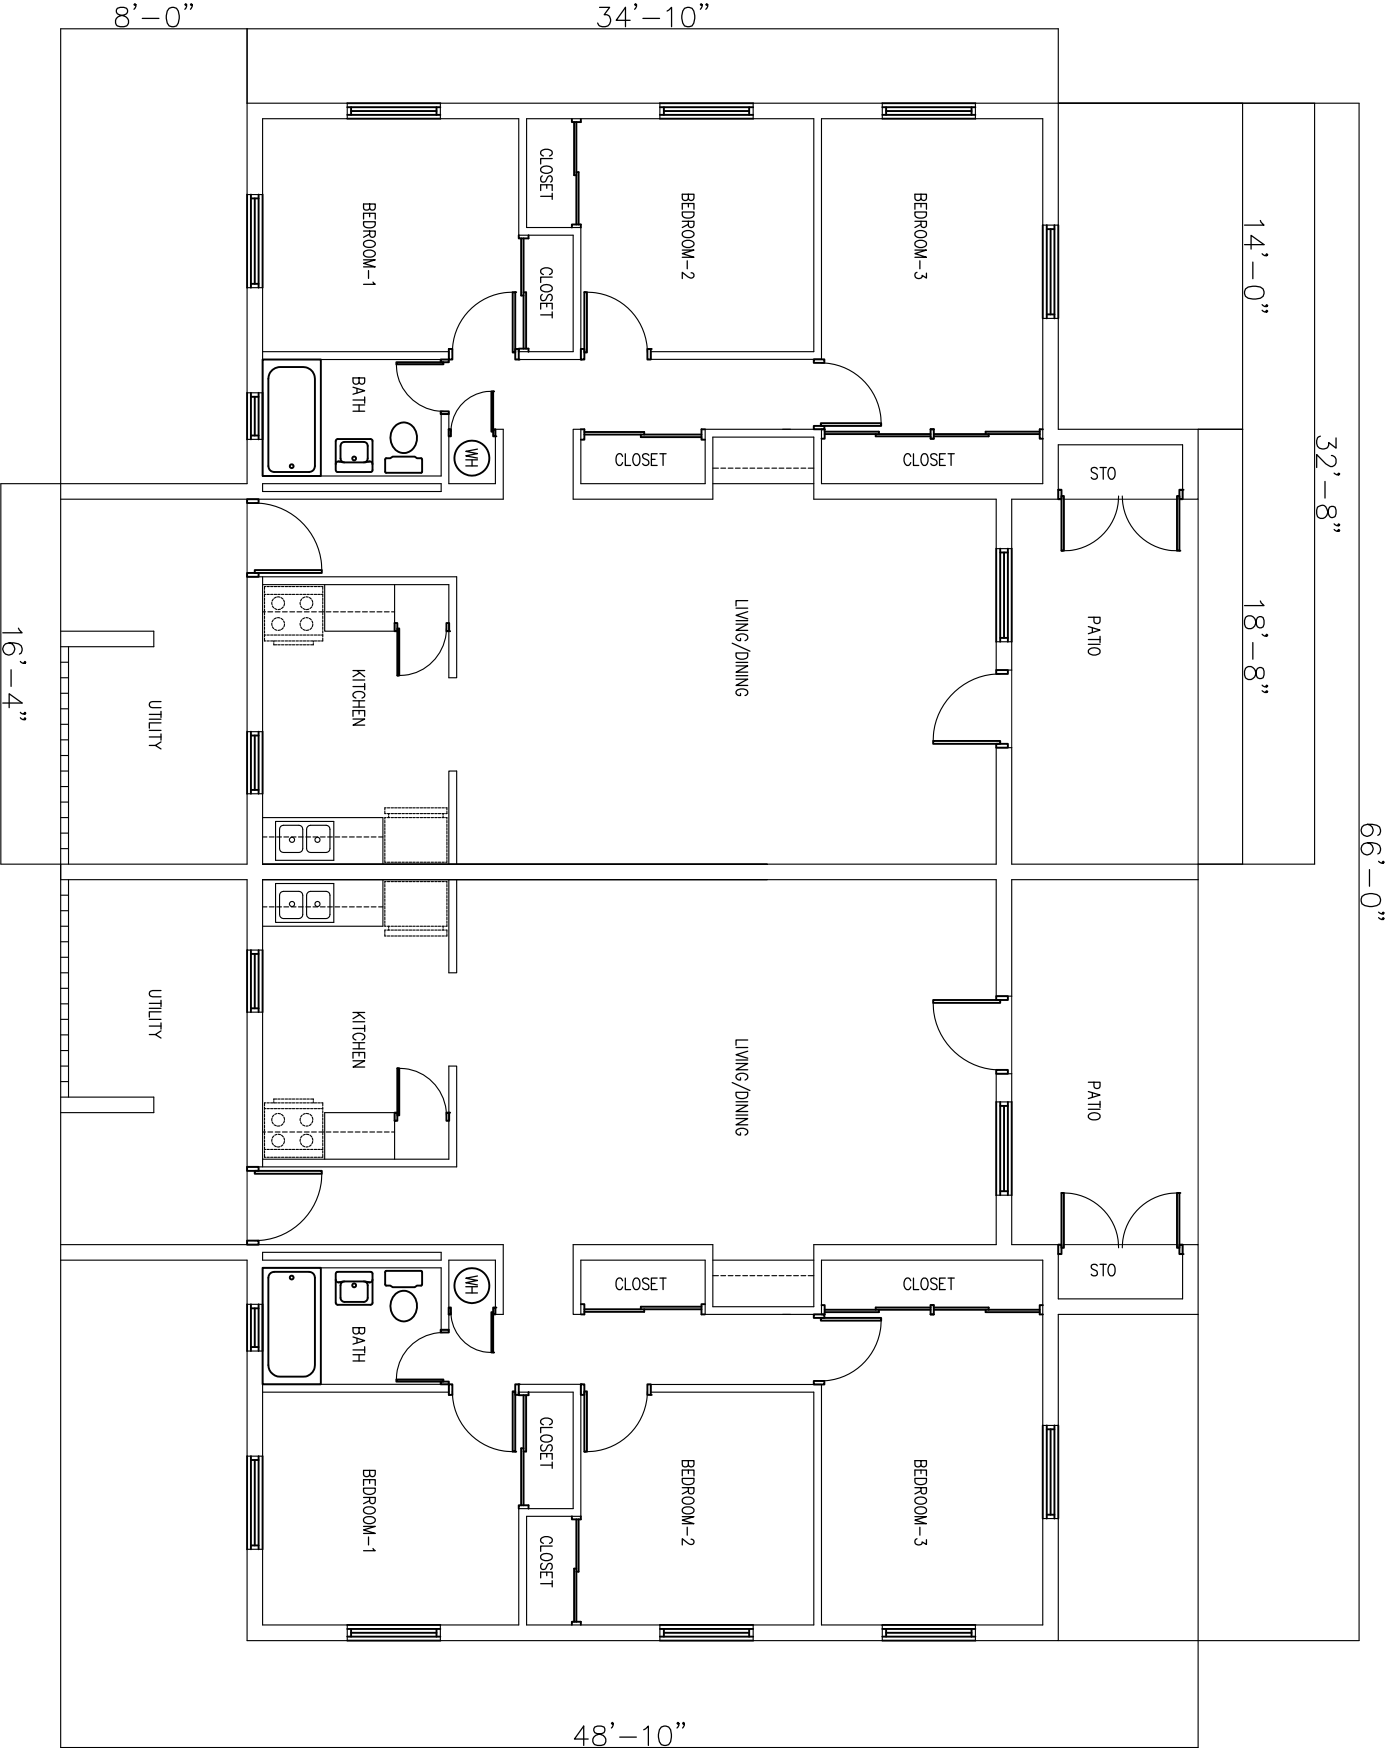 8'-0"
34'-10"
CLOSET
BEDROOM-1
BEDROOM-2
BEDROOM-3
14'-0"
CLOSET
BATH
WH
CLOSET
CLOSET
STO
32'-8"
LIVING/DINING
PATIO
18'-8"
16'-4"
KITCHEN
UTILITY
66'-0"
UTILITY
KITCHEN
LIVING/DINING
PATIO
WH
CLOSET
CLOSET
STO
BATH
CLOSET
BEDROOM-1
BEDROOM-2
BEDROOM-3
CLOSET
48'-10"